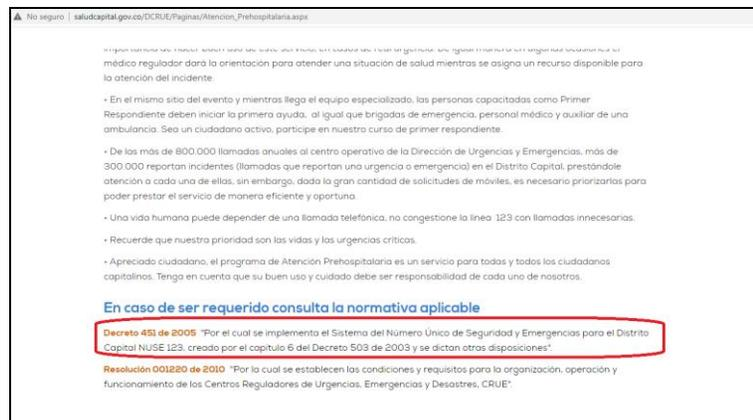 No seguro | saludcapital.gov.co/DCRUE/Paginas/Atencion_Prehospitalaria.aspx
importancia de hacer buen uso de este servicio, en casos de real urgencia. De igual manera en algunas ocasiones el
médico regulador dará la orientación para atender una situación de salud mientras se asigna un recurso disponible para
la atención del incidente.
• En el mismo sitio del evento y mientras llega el equipo especializado, las personas capacitadas como Primer
Respondiente deben iniciar la primera ayuda, al igual que brigadas de emergencia, personal médico y auxiliar de una
ambulancia. Sea un ciudadano activo, participe en nuestro curso de primer respondiente.
• De las más de 800.000 llamadas anuales al centro operativo de la Dirección de Urgencias y Emergencias, más de
300.000 reportan incidentes (llamadas que reportan una urgencia o emergencia) en el Distrito Capital, prestándole
atención a cada una de ellas, sin embargo, dada la gran cantidad de solicitudes de móviles, es necesario priorizarlas para
poder prestar el servicio de manera eficiente y oportuna.
• Una vida humana puede depender de una llamada telefónica, no congestione la línea 123 con llamadas innecesarias.
• Recuerde que nuestra prioridad son las vidas y las urgencias críticas.
• Apreciado ciudadano, el programa de Atención Prehospitalaria es un servicio para todas y todos los ciudadanos
capitalinos. Tenga en cuenta que su buen uso y cuidado debe ser responsabilidad de cada uno de nosotros.
En caso de ser requerido consulta la normativa aplicable
Decreto 451 de 2005 "Por el cual se implementa el Sistema del Número Único de Seguridad y Emergencias para el Distrito
Capital NUSE 123, creado por el capítulo 6 del Decreto 503 de 2003 y se dictan otras disposiciones".
Resolución 001220 de 2010 "Por la cual se establecen las condiciones y requisitos para la organización, operación y
funcionamiento de los Centros Reguladores de Urgencias, Emergencias y Desastres, CRUE".